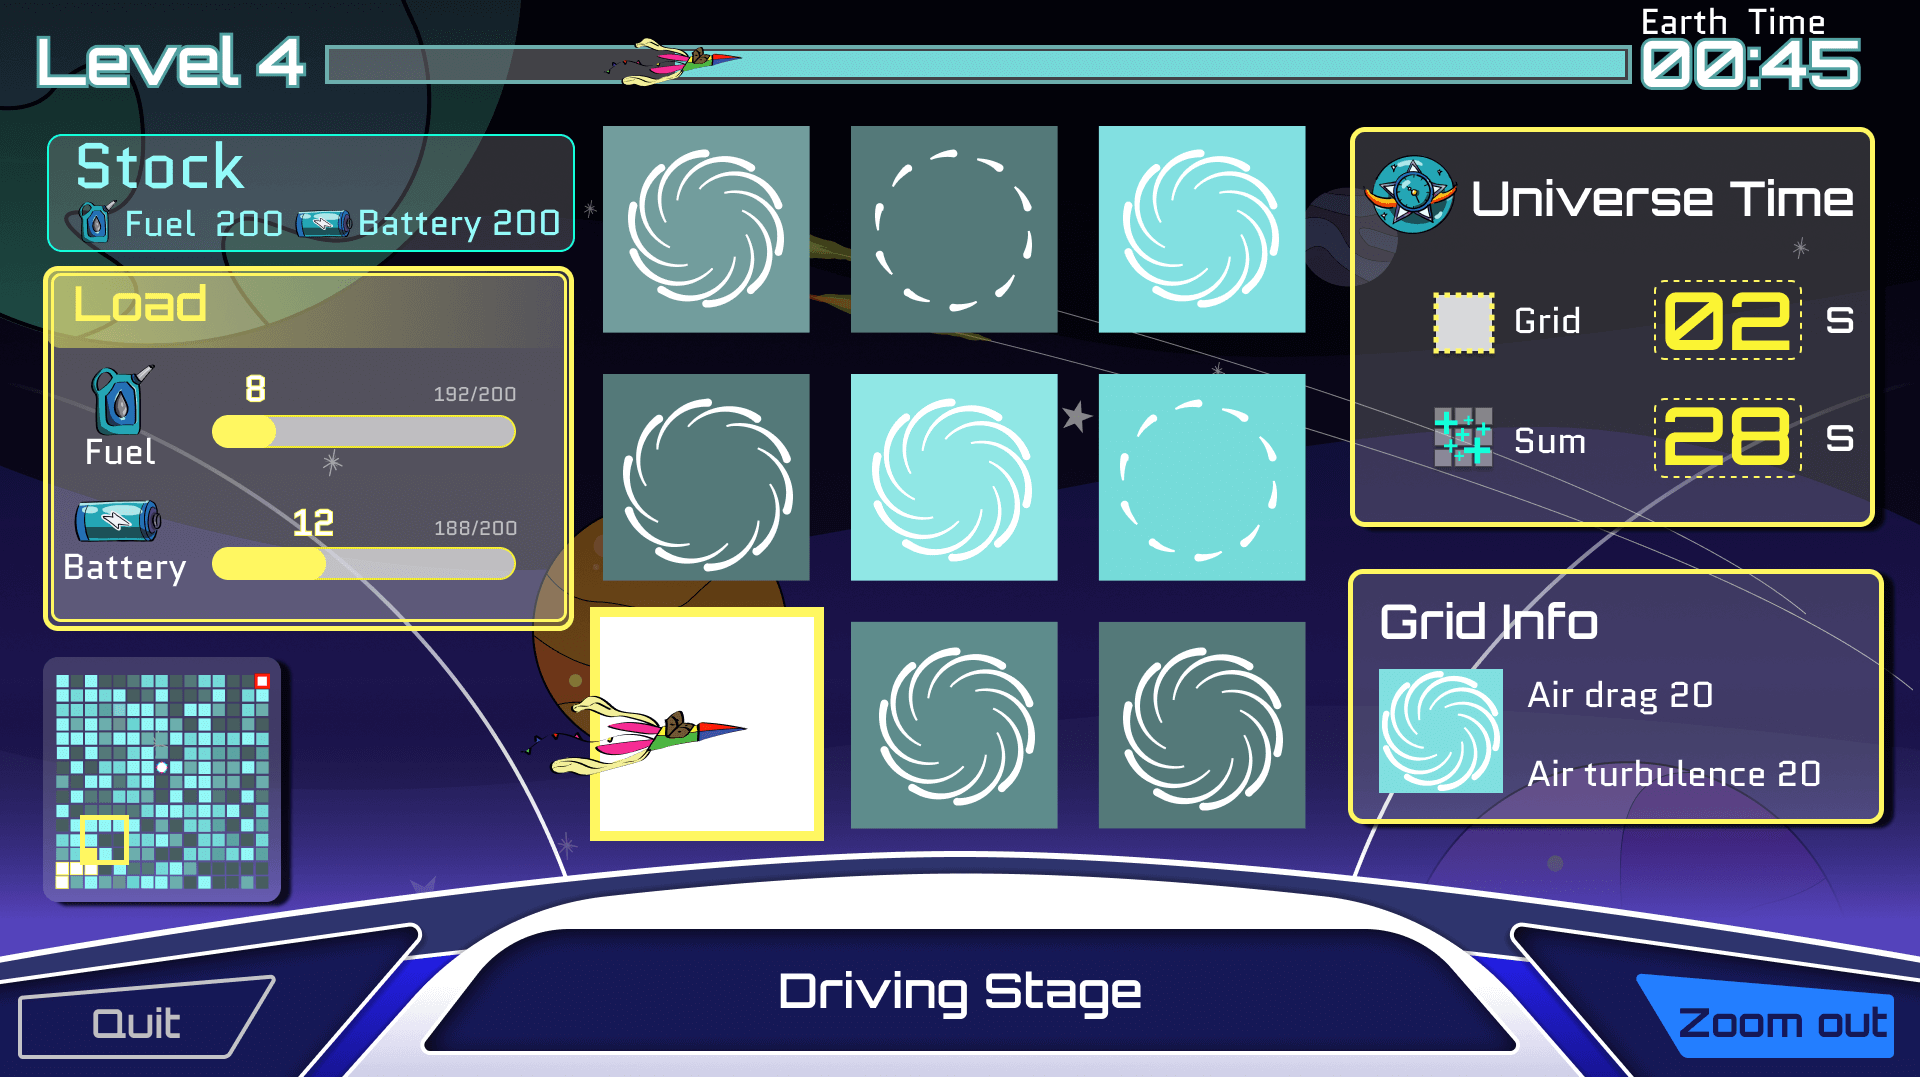 Level 4
Earth Time
00:45
Stock
Fuel 200 Battery 200
Load
8 192/200
Fuel
12 188/200
Battery
Universe Time
Grid 02 S
Sum 28 S
Grid Info
Air drag 20
Air turbulence 20
Quit
Driving Stage
Zoom out